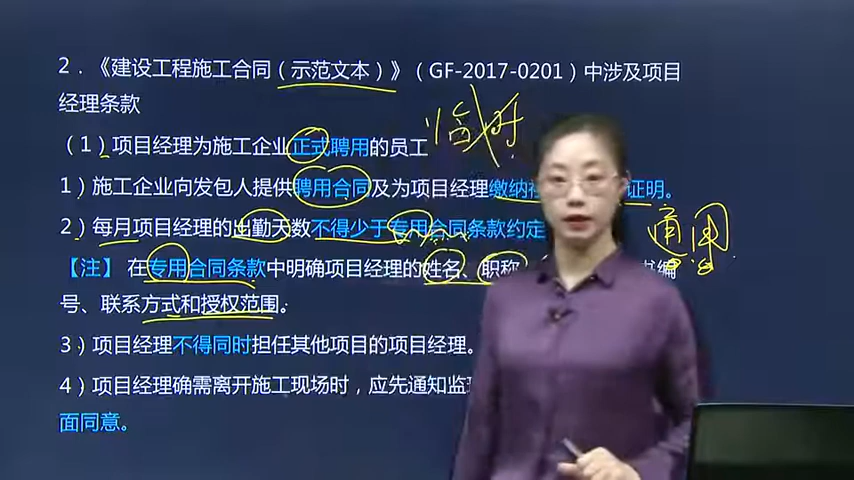 2．《建设工程施工合同（示范文本）》（GF-2017-0201）中涉及项目
经理条款
（1）项目经理为施工企业正式聘用的员工
临时
1）施工企业向发包人提供聘用合同及为项目经理缴纳 证明。
2）每月项目经理的出勤天数不得少于专用合同条款约定
通用
【注】在专用合同条款中明确项目经理的姓名、职称、 编
号、联系方式和授权范围。
3）项目经理不得同时担任其他项目的项目经理。
4）项目经理确需离开施工现场时，应先通知监
面同意。